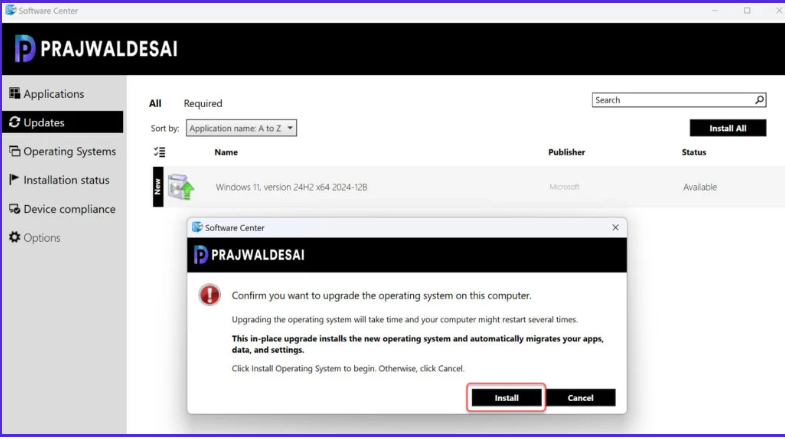 Software Center
PRAJWALDESAI
Applications
Updates
Operating Systems
Installation status
Device compliance
Options
All Required
Search
Sort by: Application name: A to Z
Install All
Name Publisher Status
New
Windows 11, version 24H2 x64 2024-12B Microsoft Available
Software Center
PRAJWALDESAI
Confirm you want to upgrade the operating system on this computer.
Upgrading the operating system will take time and your computer might restart several times.
This in-place upgrade installs the new operating system and automatically migrates your apps,
data, and settings.
Click Install Operating System to begin. Otherwise, click Cancel.
Install Cancel